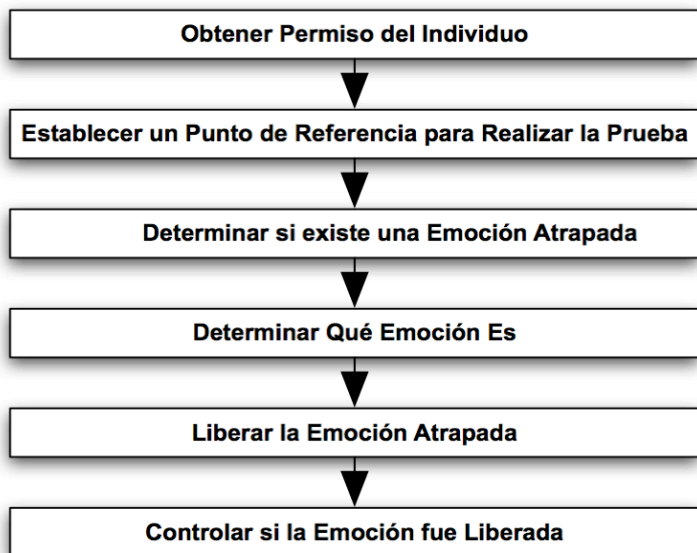 Obtener Permiso del Individuo
Establecer un Punto de Referencia para Realizar la Prueba
Determinar si existe una Emoción Atrapada
Determinar Qué Emoción Es
Liberar la Emoción Atrapada
Controlar si la Emoción fue Liberada